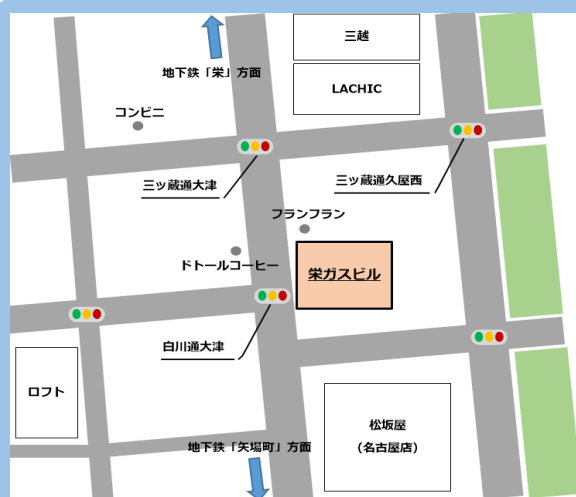 三越
地下鉄「栄」方面
LACHIC
コンビニ
三ッ蔵通大津
三ッ蔵通久屋西
フランフラン
ドトールコーヒー
栄ガスビル
白川通大津
ロフト
松坂屋
（名古屋店）
地下鉄「矢場町」方面